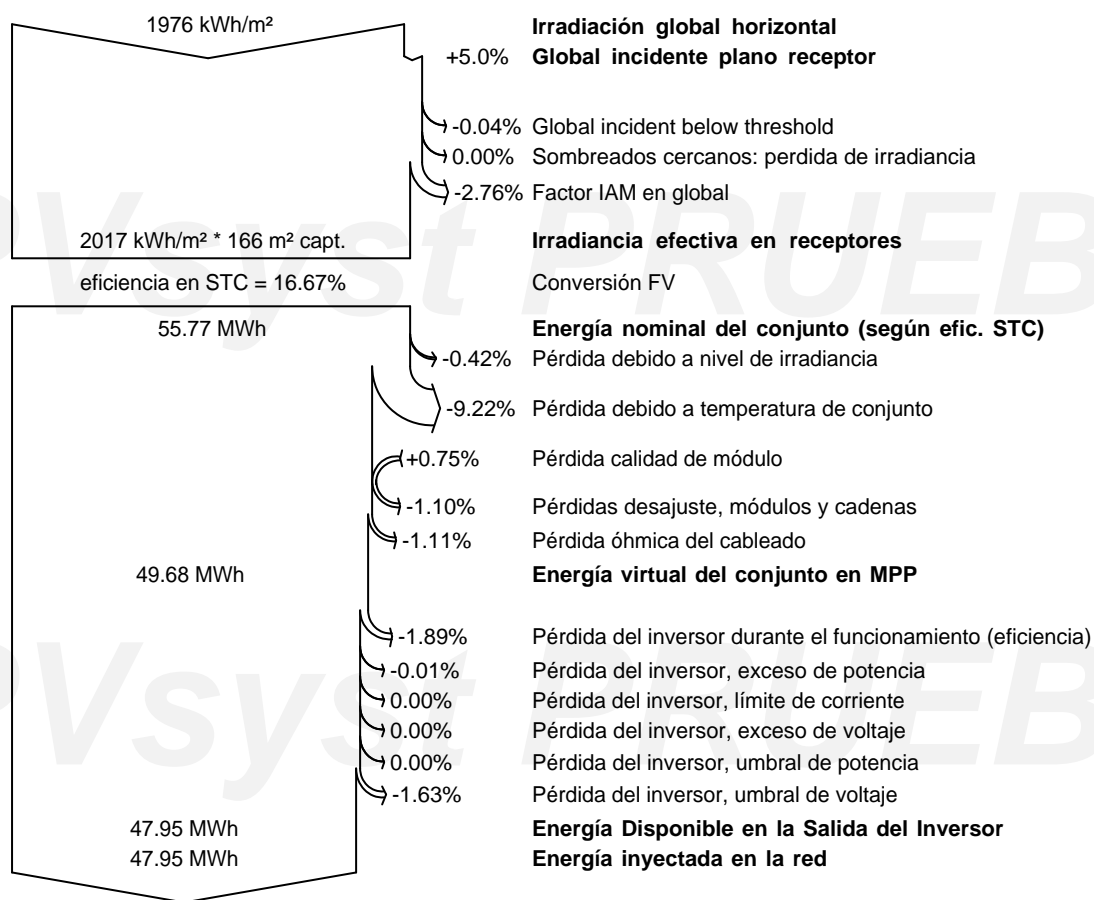 1976 kWh/m² Irradiación global horizontal
+5.0% Global incidente plano receptor
-0.04% Global incident below threshold
0.00% Sombreados cercanos: perdida de irradiancia
-2.76% Factor IAM en global
2017 kWh/m² * 166 m² capt. Irradiancia efectiva en receptores
eficiencia en STC = 16.67% Conversión FV
55.77 MWh Energía nominal del conjunto (según efic. STC)
-0.42% Pérdida debido a nivel de irradiancia
-9.22% Pérdida debido a temperatura de conjunto
+0.75% Pérdida calidad de módulo
-1.10% Pérdidas desajuste, módulos y cadenas
-1.11% Pérdida óhmica del cableado
49.68 MWh Energía virtual del conjunto en MPP
-1.89% Pérdida del inversor durante el funcionamiento (eficiencia)
-0.01% Pérdida del inversor, exceso de potencia
0.00% Pérdida del inversor, límite de corriente
0.00% Pérdida del inversor, exceso de voltaje
0.00% Pérdida del inversor, umbral de potencia
-1.63% Pérdida del inversor, umbral de voltaje
47.95 MWh Energía Disponible en la Salida del Inversor
47.95 MWh Energía inyectada en la red
PVsyst PRUEB
PVsyst PRUEB